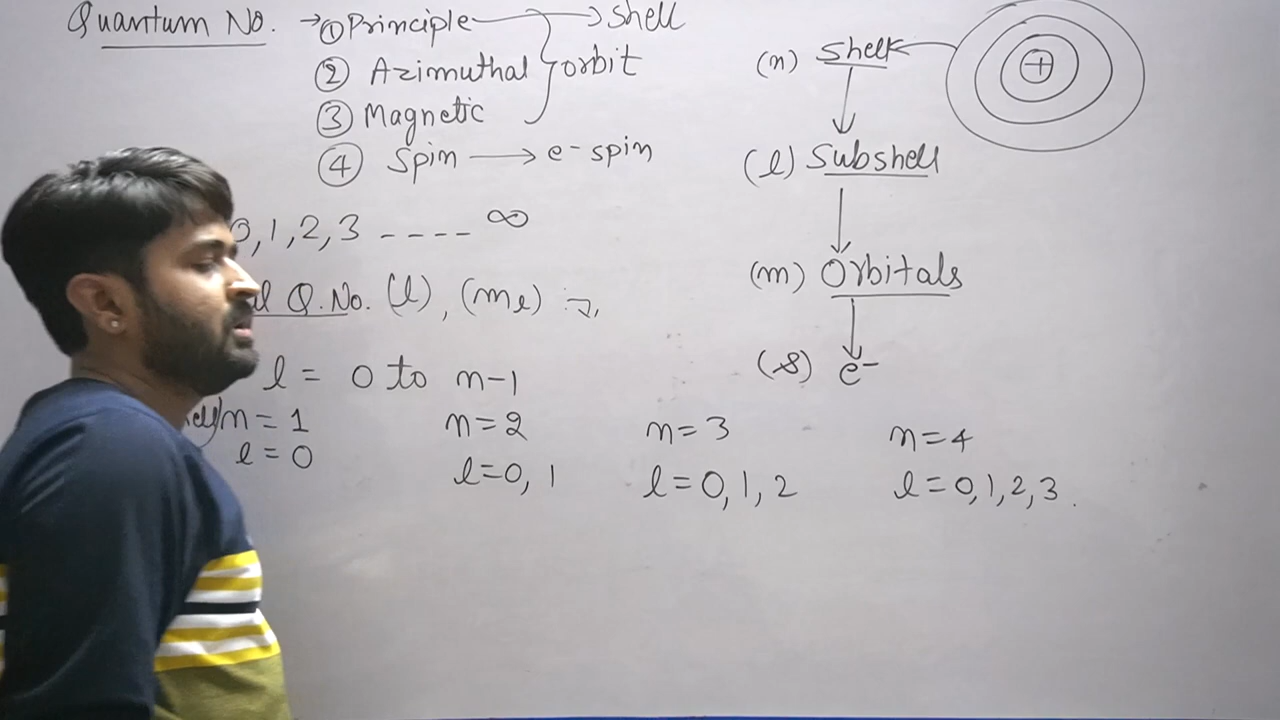 Quantum No. → ① Principle → Shell
② Azimuthal } orbit
③ Magnetic
④ Spin → e- spin
0, 1, 2, 3 ---- ∞
Q. No. (l), (ml) :-,
l = 0 to n-1
n = 1
l = 0
n = 2
l = 0, 1
n = 3
l = 0, 1, 2
n = 4
l = 0, 1, 2, 3.
(n) Shell
+
(l) Subshell
(m) Orbitals
(s) e-